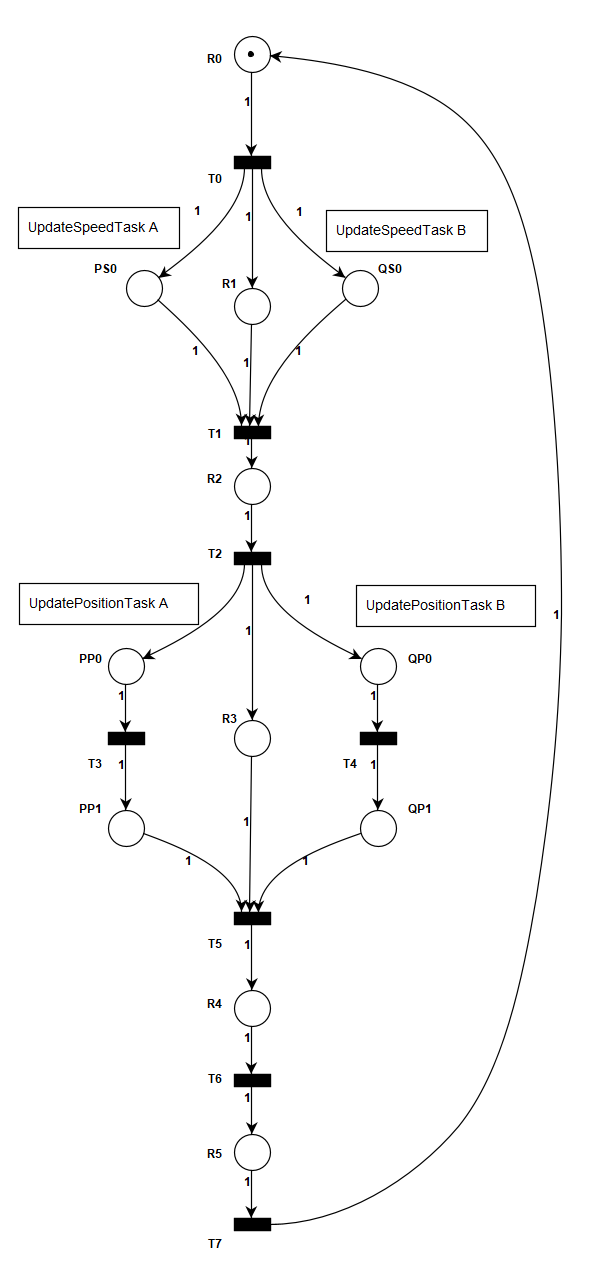 R0
1
T0
1
1
1
UpdateSpeedTask A
UpdateSpeedTask B
PS0
R1
QS0
1
1
1
T1
1
R2
1
T2
UpdatePositionTask A
1
1
UpdatePositionTask B
1
PP0
QP0
1
1
R3
T3
1
T4
1
PP1
QP1
1
1
1
T5
1
R4
1
T6
1
R5
1
T7